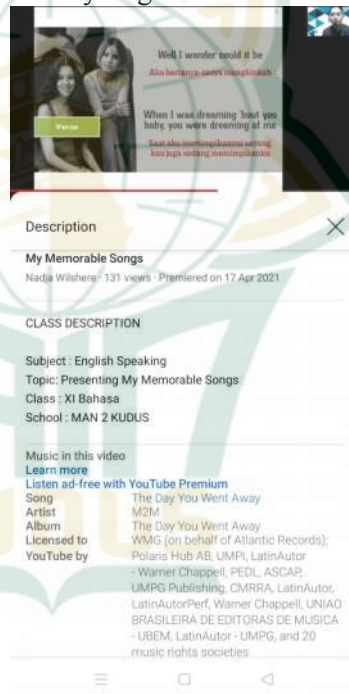 Well I wonder could it be
Aku bertanya-tanya mungkinkah
When I was dreaming 'bout you
baby, you were dreaming of me
Saat aku memimpikanmu sayang,
kau juga sedang memimpikanku
Verse
Description
My Memorable Songs
Nadja Wilshere · 131 views · Premiered on 17 Apr 2021
CLASS DESCRIPTION
Subject : English Speaking
Topic: Presenting My Memorable Songs
Class : XI Bahasa
School : MAN 2 KUDUS
Music in this video
Learn more
Listen ad-free with YouTube Premium
Song The Day You Went Away
Artist M2M
Album The Day You Went Away
Licensed to WMG (on behalf of Atlantic Records);
YouTube by Polaris Hub AB, UMPI, LatinAutor
- Warner Chappell, PEDL, ASCAP,
UMPG Publishing, CMRRA, LatinAutor,
LatinAutorPerf, Warner Chappell, UNIAO
BRASILEIRA DE EDITORAS DE MUSICA
- UBEM, LatinAutor - UMPG, and 20
music rights societies